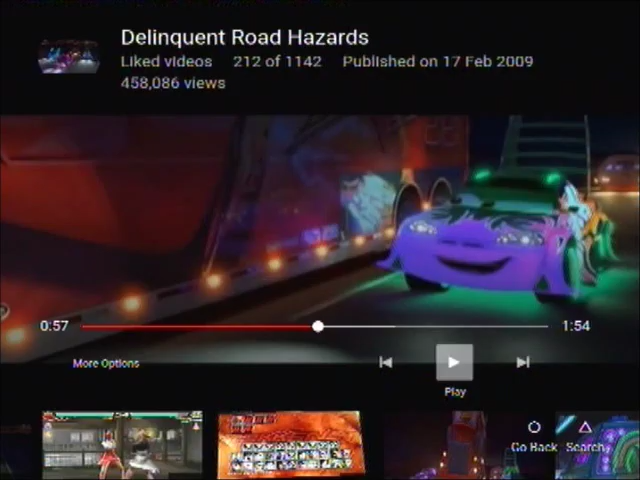 Delinquent Road Hazards
Liked videos 212 of 1142 Published on 17 Feb 2009
458,086 views
0:57
1:54
More Options
Play
Go Back Search